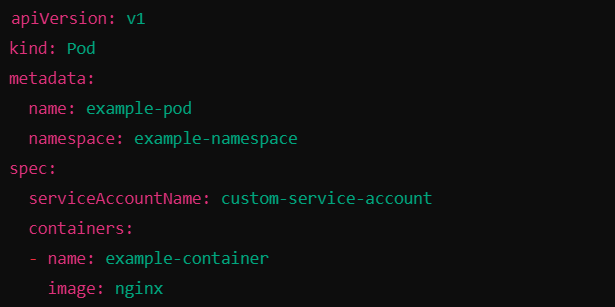 apiVersion: v1
kind: Pod
metadata:
  name: example-pod
  namespace: example-namespace
spec:
  serviceAccountName: custom-service-account
  containers:
  - name: example-container
    image: nginx